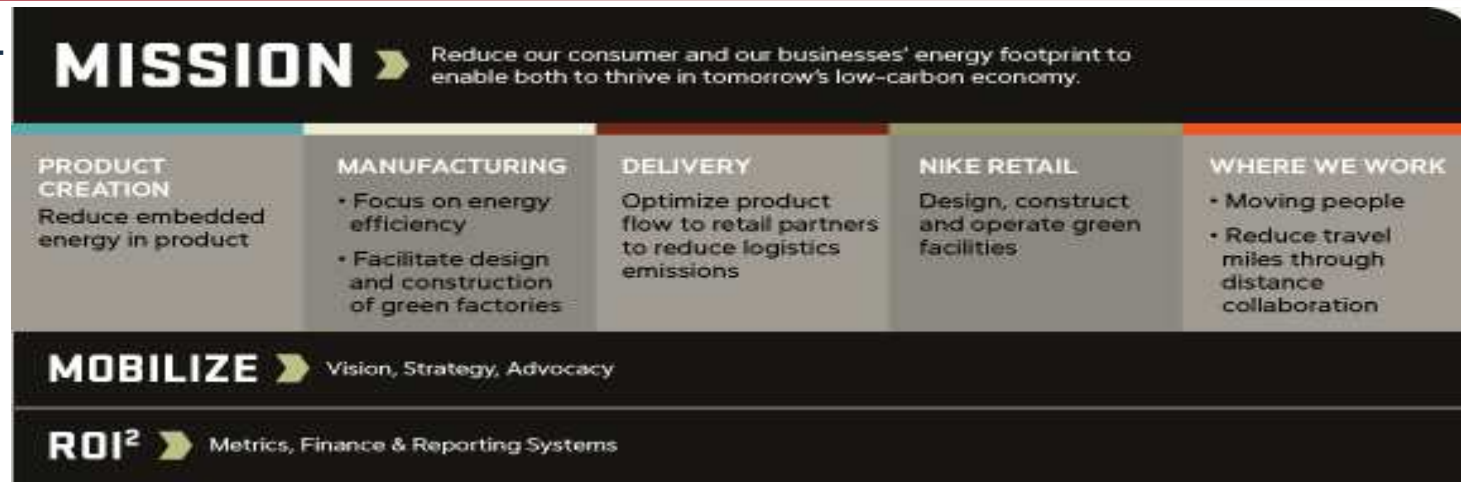 MISSION
Reduce our consumer and our businesses' energy footprint to
enable both to thrive in tomorrow's low-carbon economy.
PRODUCT
CREATION
Reduce embedded
energy in product
MANUFACTURING
• Focus on energy
efficiency
• Facilitate design
and construction
of green factories
DELIVERY
Optimize product
flow to retail partners
to reduce logistics
emissions
NIKE RETAIL
Design, construct
and operate green
facilities
WHERE WE WORK
• Moving people
• Reduce travel
miles through
distance
collaboration
MOBILIZE
Vision, Strategy, Advocacy
ROI²
Metrics, Finance & Reporting Systems